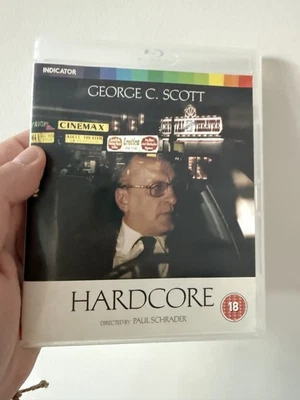 INDICATOR
GEORGE C. SCOTT
CINEMAX
HARDCORE
DIRECTED BY PAUL SCHRADER
18